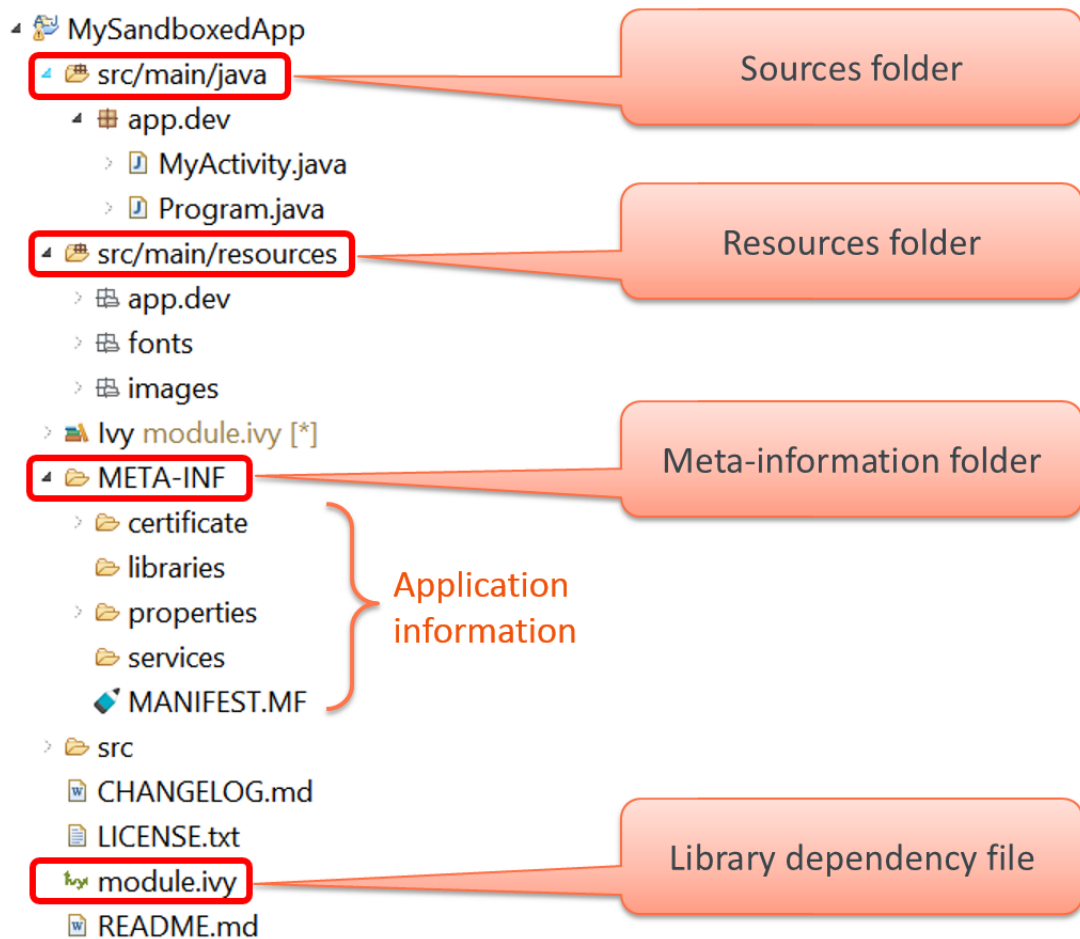 MySandboxedApp
src/main/java
Sources folder
app.dev
MyActivity.java
Program.java
src/main/resources
Resources folder
app.dev
fonts
images
Ivy module.ivy [*]
META-INF
Meta-information folder
certificate
libraries
properties
services
MANIFEST.MF
Application
information
src
CHANGELOG.md
LICENSE.txt
module.ivy
Library dependency file
README.md